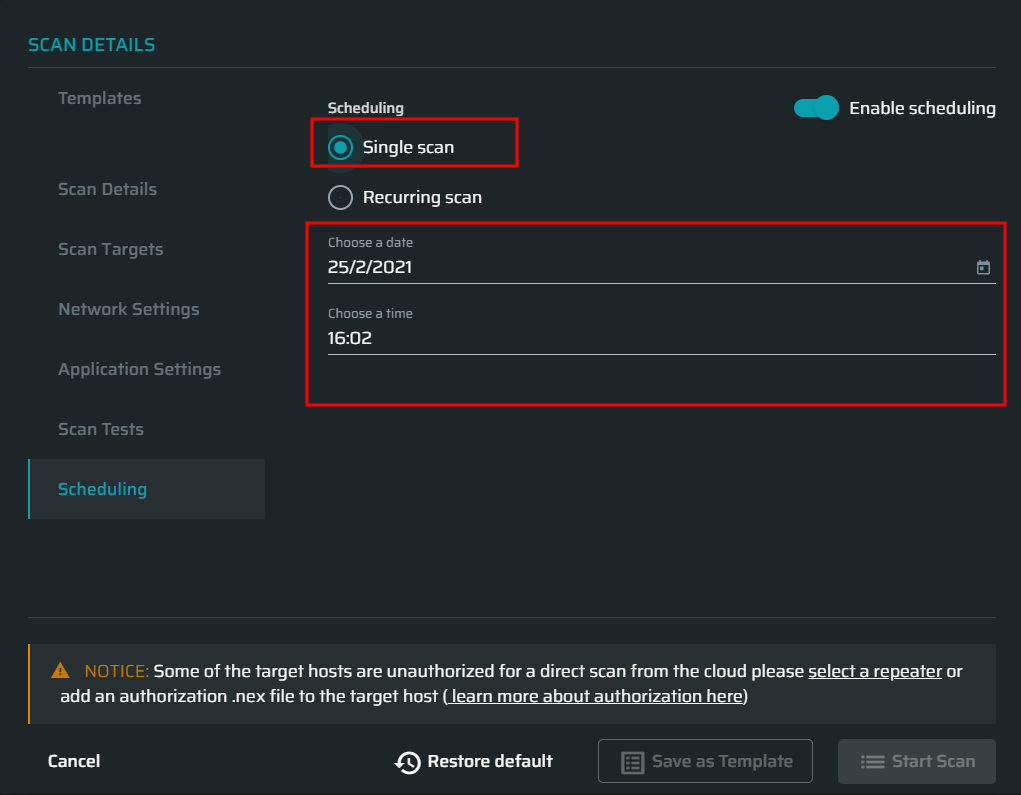 SCAN DETAILS
Templates
Scan Details
Scan Targets
Network Settings
Application Settings
Scan Tests
Scheduling
Scheduling
Enable scheduling
Single scan
Recurring scan
Choose a date
25/2/2021
Choose a time
16:02
NOTICE: Some of the target hosts are unauthorized for a direct scan from the cloud please select a repeater or
add an authorization .nex file to the target host ( learn more about authorization here)
Cancel
Restore default
Save as Template
Start Scan